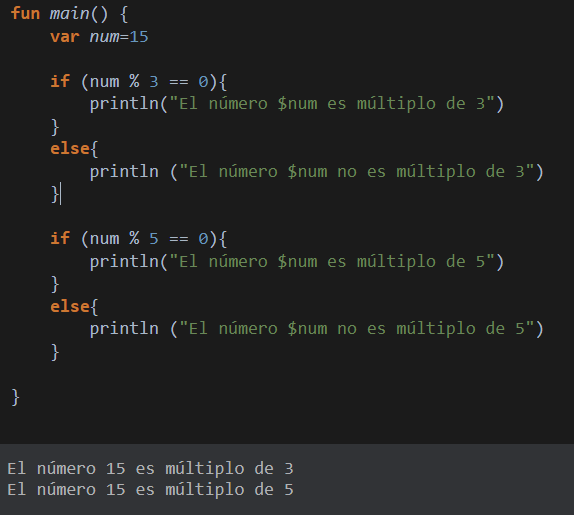 fun main() {
    var num=15

    if (num % 3 == 0){
        println("El número $num es múltiplo de 3")
    }
    else{
        println ("El número $num no es múltiplo de 3")
    }

    if (num % 5 == 0){
        println("El número $num es múltiplo de 5")
    }
    else{
        println ("El número $num no es múltiplo de 5")
    }

}
El número 15 es múltiplo de 3
El número 15 es múltiplo de 5